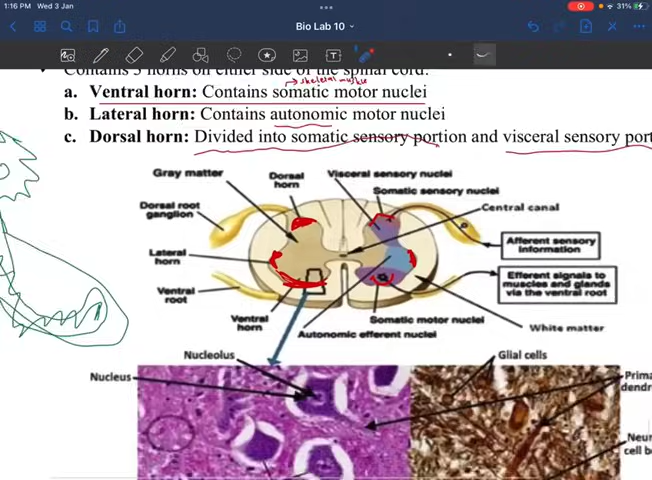 1:16 PM Wed 3 Jan
31%
Bio Lab 10
Contains 3 horns on either side of the spinal cord:
→ skeletal muscle
a. Ventral horn: Contains somatic motor nuclei
b. Lateral horn: Contains autonomic motor nuclei
c. Dorsal horn: Divided into somatic sensory portion and visceral sensory port
Gray matter
Dorsal horn
Visceral sensory nuclei
Somatic sensory nuclei
Central canal
Dorsal root ganglion
Afferent sensory information
Lateral horn
Efferent signals to muscles and glands via the ventral root
Ventral root
Ventral horn
Somatic motor nuclei
White matter
Autonomic efferent nuclei
Nucleolus
Glial cells
Nucleus
Prima
dendr
Neur
cell b